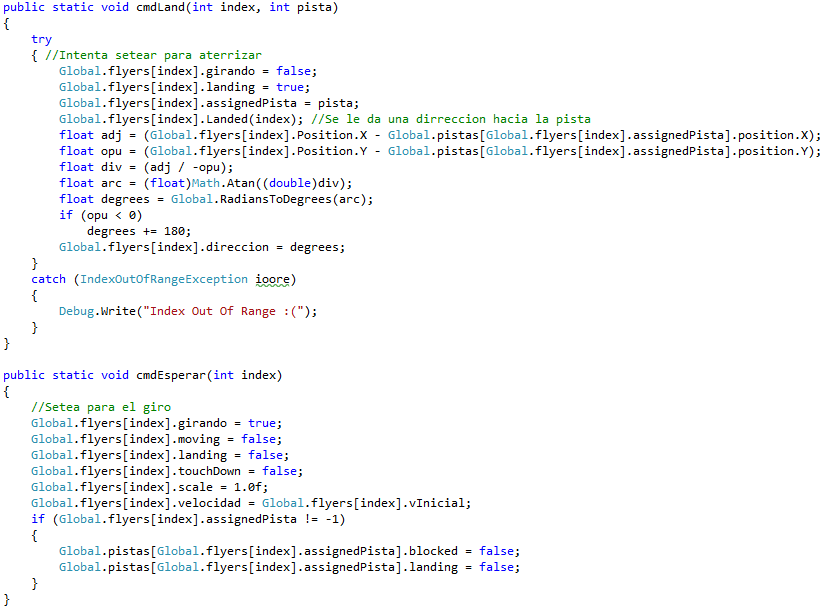 public static void cmdLand(int index, int pista)
{
    try
    { //Intenta setear para aterrizar
        Global.flyers[index].girando = false;
        Global.flyers[index].landing = true;
        Global.flyers[index].assignedPista = pista;
        Global.flyers[index].Landed(index); //Se le da una dirreccion hacia la pista
        float adj = (Global.flyers[index].Position.X - Global.pistas[Global.flyers[index].assignedPista].position.X);
        float opu = (Global.flyers[index].Position.Y - Global.pistas[Global.flyers[index].assignedPista].position.Y);
        float div = (adj / -opu);
        float arc = (float)Math.Atan((double)div);
        float degrees = Global.RadiansToDegrees(arc);
        if (opu < 0)
            degrees += 180;
        Global.flyers[index].direccion = degrees;
    }
    catch (IndexOutOfRangeException ioore)
    {
        Debug.Write("Index Out Of Range :(");
    }
}

public static void cmdEsperar(int index)
{
    //Setea para el giro
    Global.flyers[index].girando = true;
    Global.flyers[index].moving = false;
    Global.flyers[index].landing = false;
    Global.flyers[index].touchDown = false;
    Global.flyers[index].scale = 1.0f;
    Global.flyers[index].velocidad = Global.flyers[index].vInicial;
    if (Global.flyers[index].assignedPista != -1)
    {
        Global.pistas[Global.flyers[index].assignedPista].blocked = false;
        Global.pistas[Global.flyers[index].assignedPista].landing = false;
    }
}